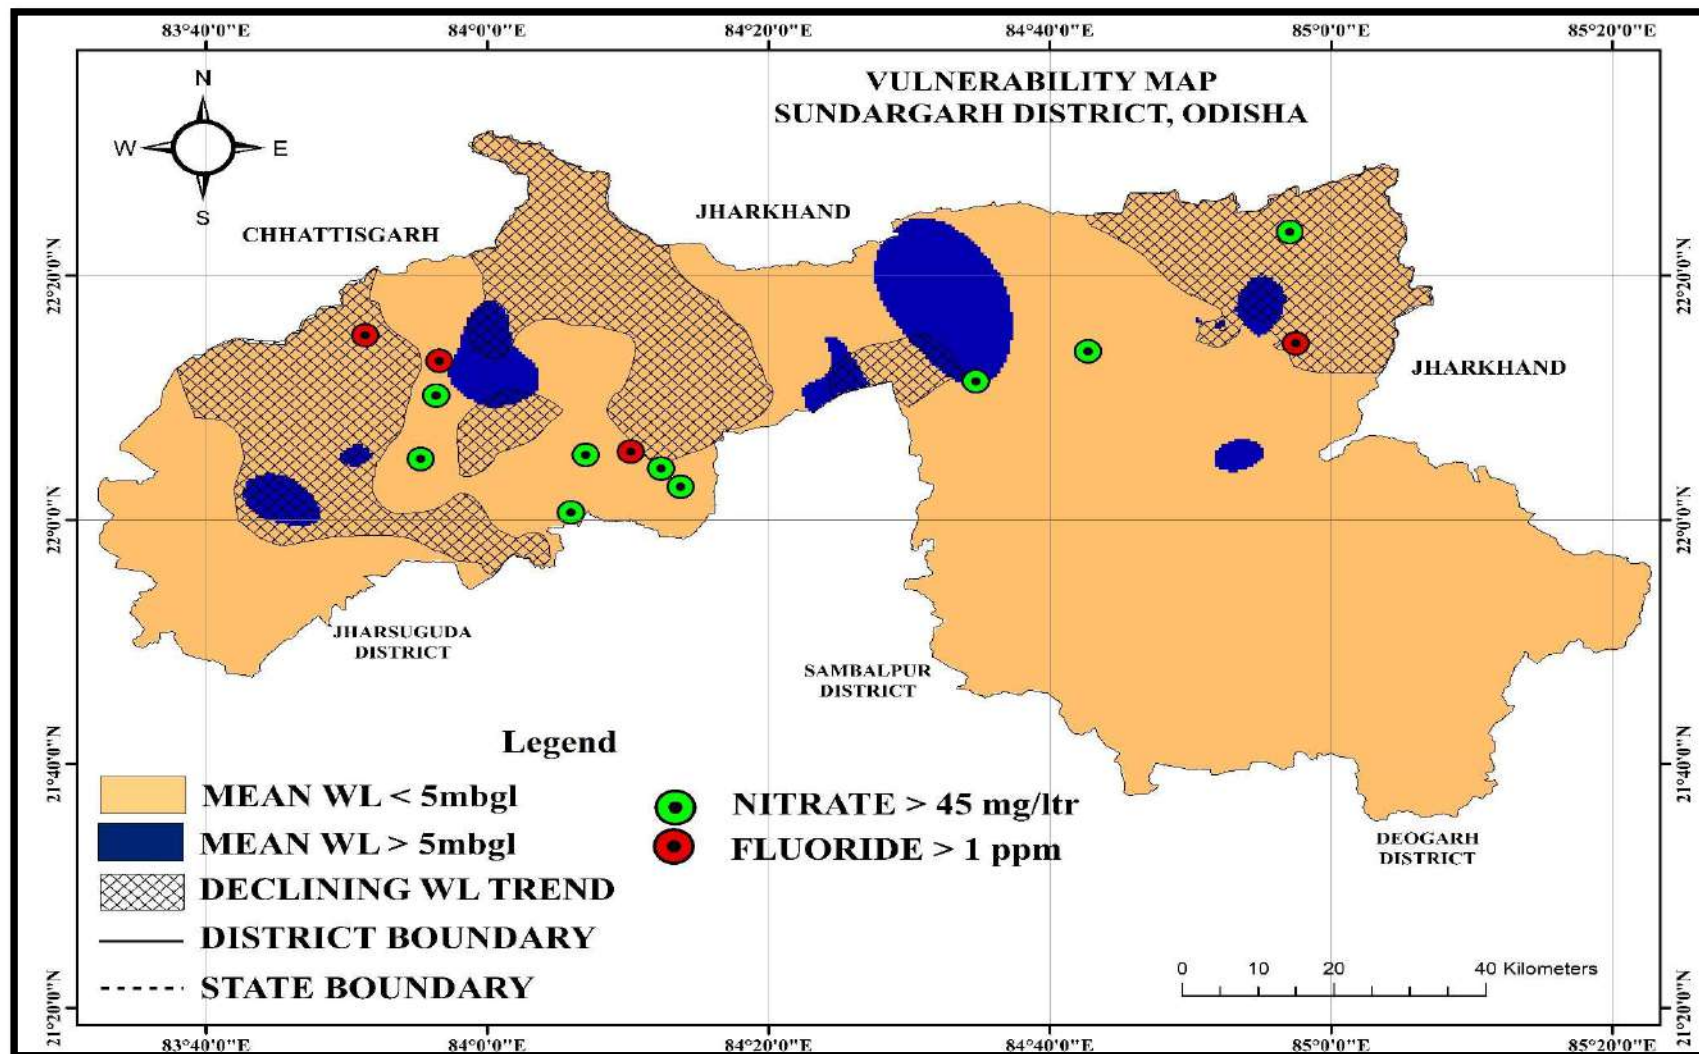 83°40'0"E 84°0'0"E 84°20'0"E 84°40'0"E 85°0'0"E 85°20'0"E
VULNERABILITY MAP
SUNDARGARH DISTRICT, ODISHA
N
W E
S
CHHATTISGARH
JHARKHAND
JHARKHAND
22°20'0"N 22°20'0"N
22°0'0"N 22°0'0"N
JHARSUGUDA
DISTRICT
SAMBALPUR
DISTRICT
DEOGARH
DISTRICT
21°40'0"N 21°40'0"N
21°20'0"N 21°20'0"N
Legend
MEAN WL < 5mbgl
MEAN WL > 5mbgl
DECLINING WL TREND
DISTRICT BOUNDARY
STATE BOUNDARY
NITRATE > 45 mg/ltr
FLUORIDE > 1 ppm
0 10 20 40 Kilometers
83°40'0"E 84°0'0"E 84°20'0"E 84°40'0"E 85°0'0"E 85°20'0"E